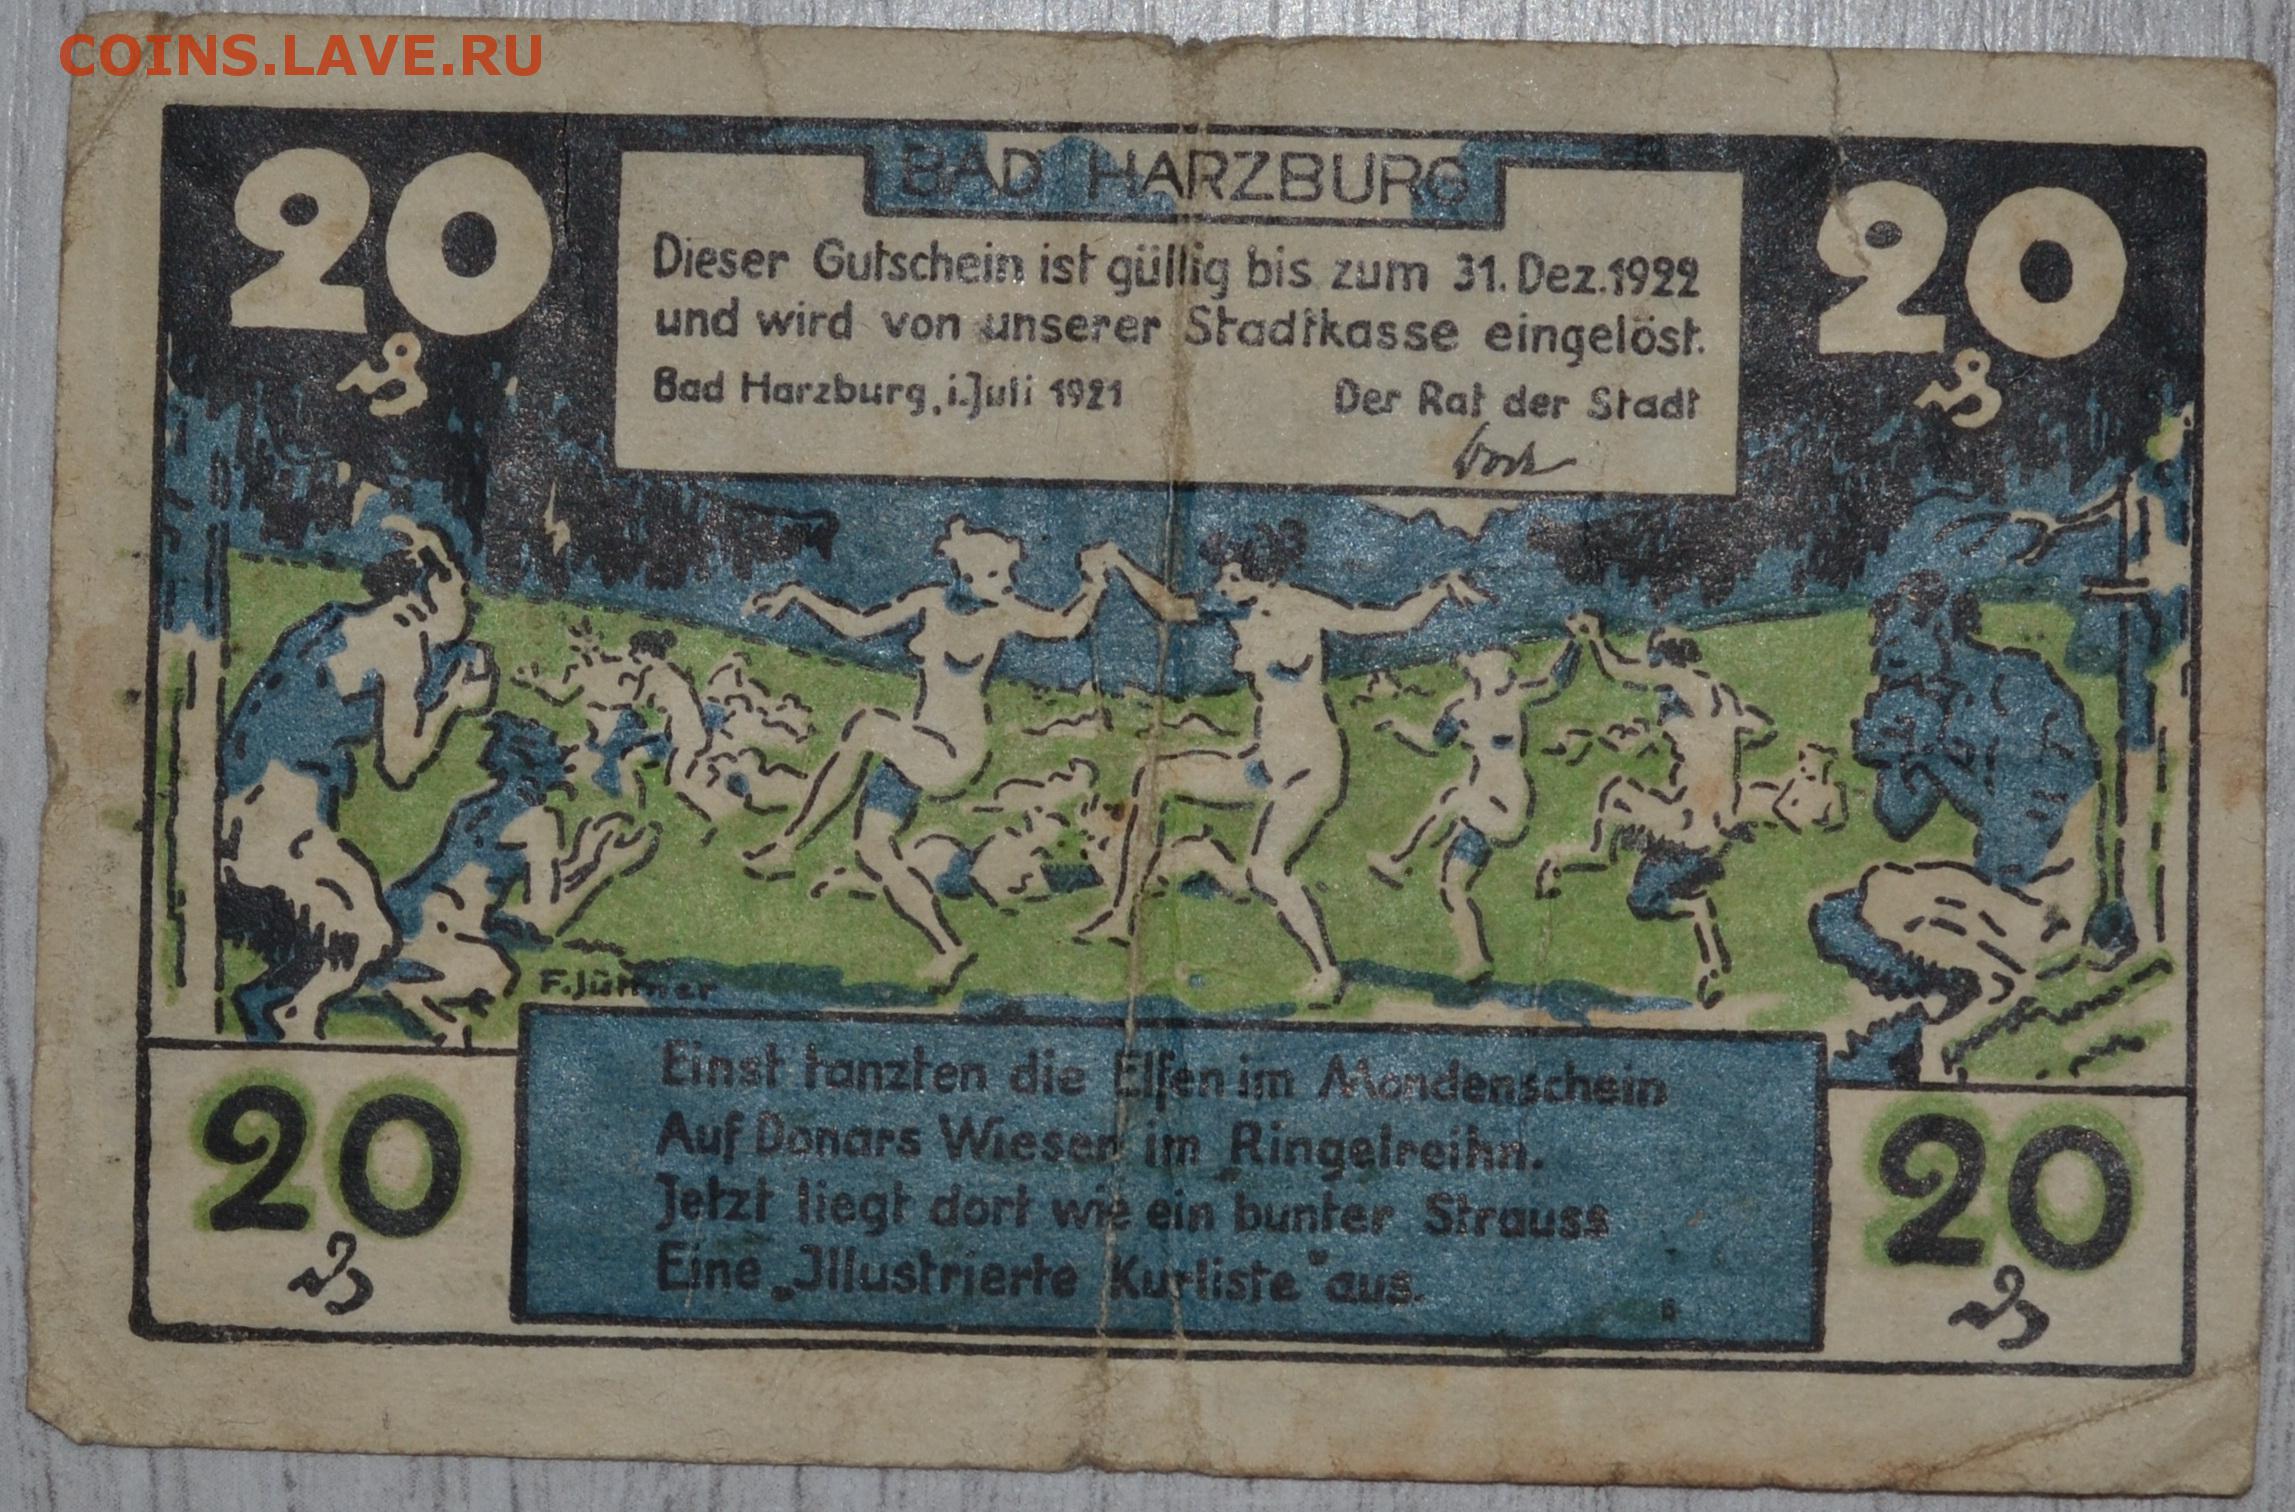 COINS.LAVE.RU
20 20
BAD HARZBURG
Dieser Gutschein ist gültig bis zum 31. Dez. 1922
und wird von unserer Stadtkasse eingelöst.
Bad Harzburg, i. Juli 1921 Der Rat der Stadt
F. Jüttner
Einst tanzten die Elfen im Mondenschein
Auf Donars Wiesen im Ringelreihn.
Jetzt liegt dort wie ein bunter Strauss
Eine „Illustrierte Kurliste" aus.
20 20